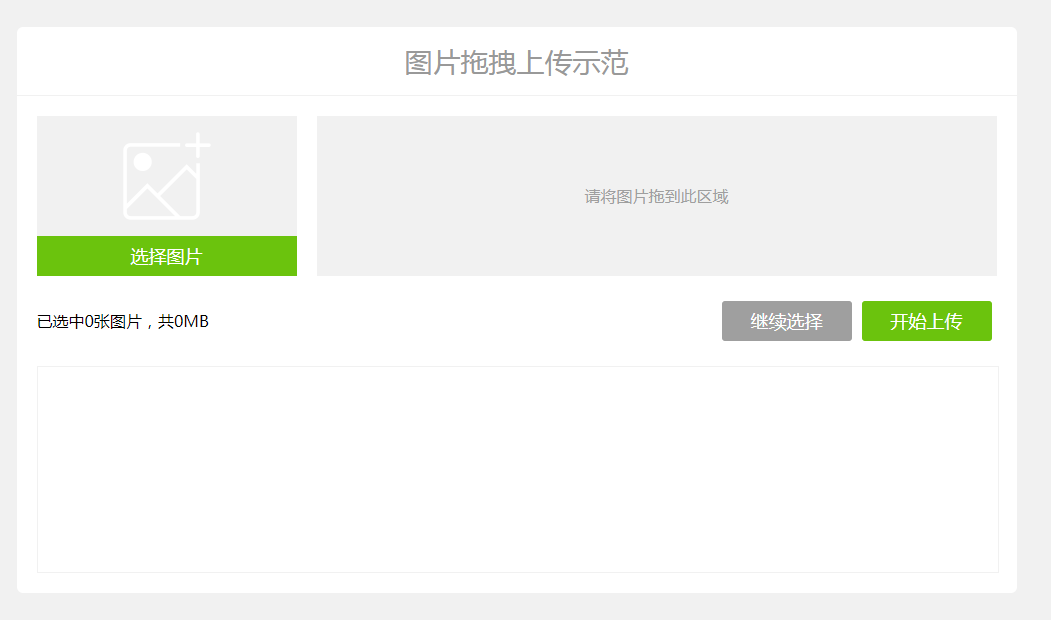 图片拖拽上传示范
请将图片拖到此区域
选择图片
已选中0张图片，共0MB
继续选择
开始上传